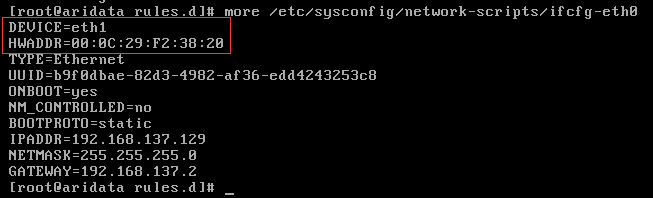 [root@aridata rules.d]# more /etc/sysconfig/network-scripts/ifcfg-eth0
DEVICE=eth1
HWADDR=00:0C:29:F2:38:20
TYPE=Ethernet
UUID=b9f0dbae-82d3-4982-af36-edd4243253c8
ONBOOT=yes
NM_CONTROLLED=no
BOOTPROTO=static
IPADDR=192.168.137.129
NETMASK=255.255.255.0
GATEWAY=192.168.137.2
[root@aridata rules.d]# _